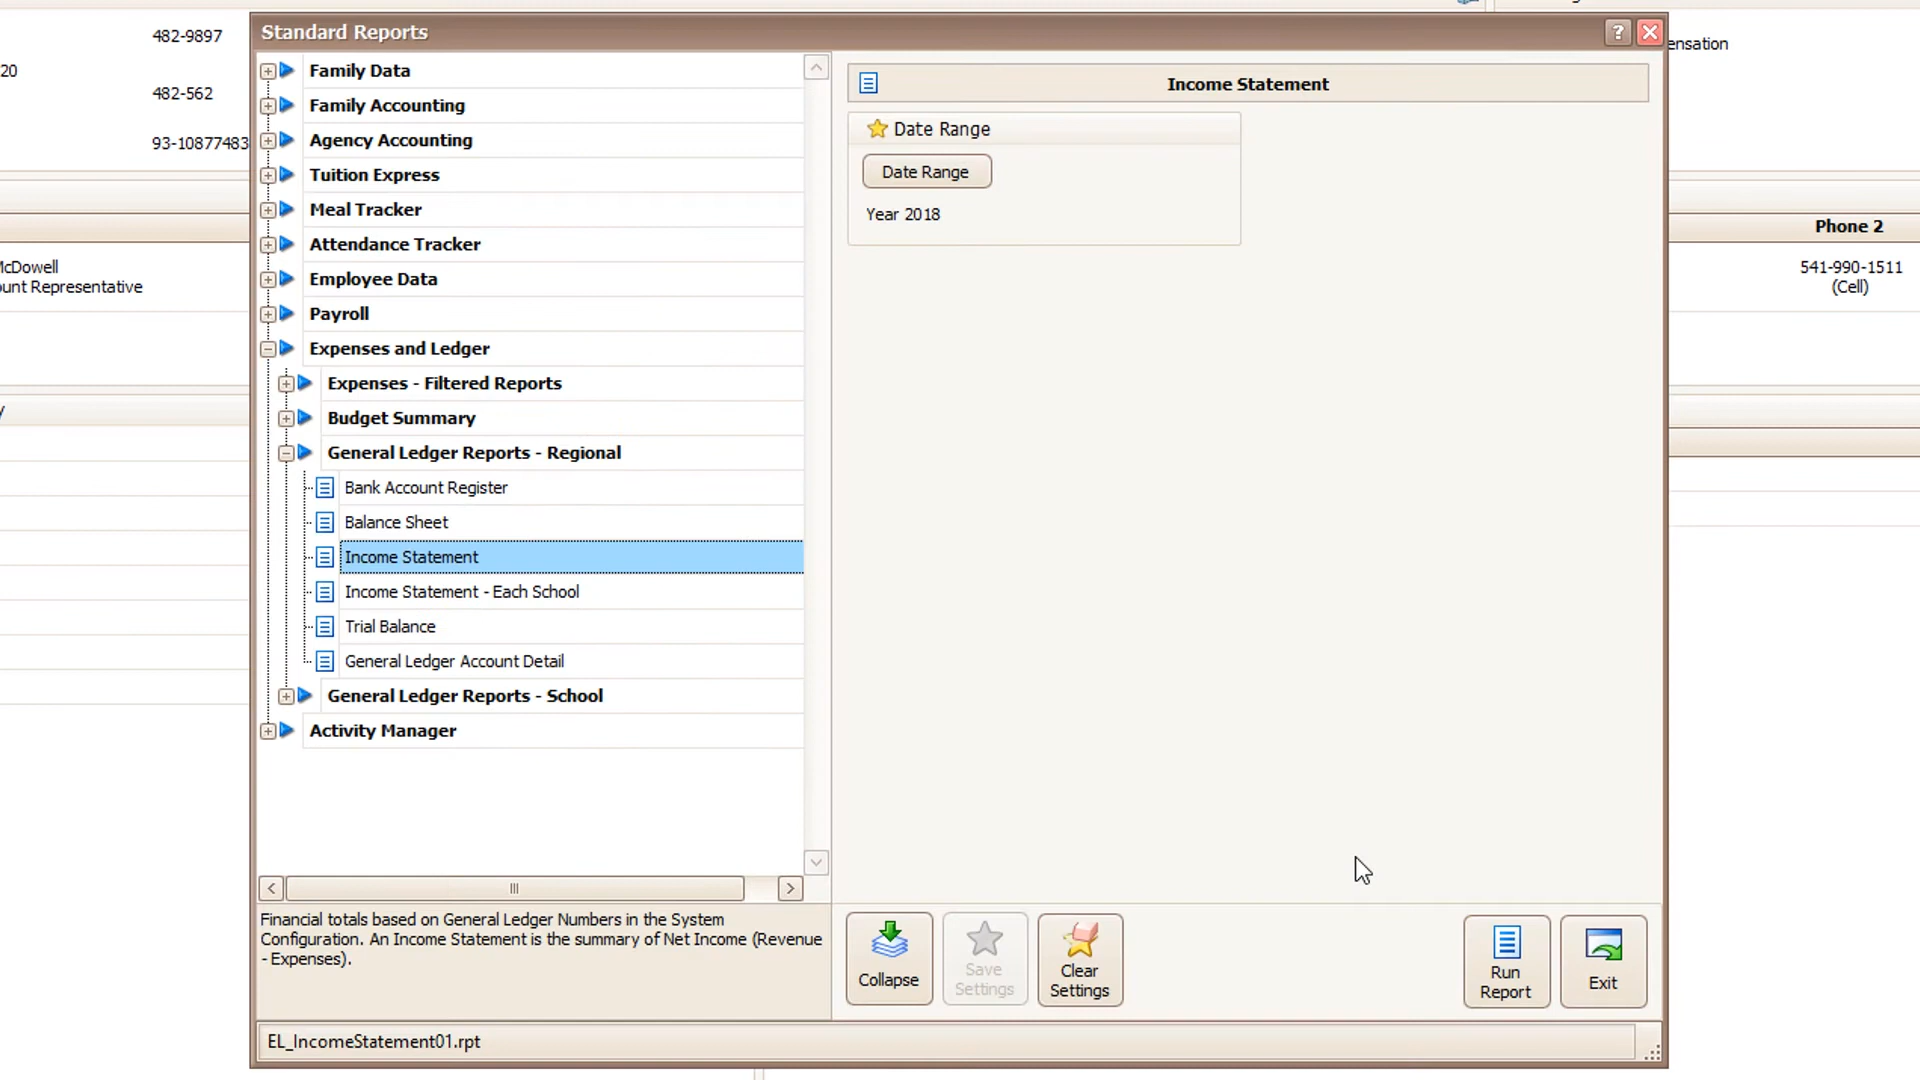 482-9897
20
482-562
93-10877483
McDowell
ount Representative
y
Standard Reports
?
Family Data
Family Accounting
Agency Accounting
Tuition Express
Meal Tracker
Attendance Tracker
Employee Data
Payroll
Expenses and Ledger
Expenses - Filtered Reports
Budget Summary
General Ledger Reports - Regional
Bank Account Register
Balance Sheet
Income Statement
Income Statement - Each School
Trial Balance
General Ledger Account Detail
General Ledger Reports - School
Activity Manager
Financial totals based on General Ledger Numbers in the System
Configuration. An Income Statement is the summary of Net Income (Revenue
- Expenses).
Income Statement
Date Range
Date Range
Year 2018
Collapse
Save
Settings
Clear
Settings
Run
Report
Exit
EL_IncomeStatement01.rpt
ensation
Phone 2
541-990-1511
(Cell)